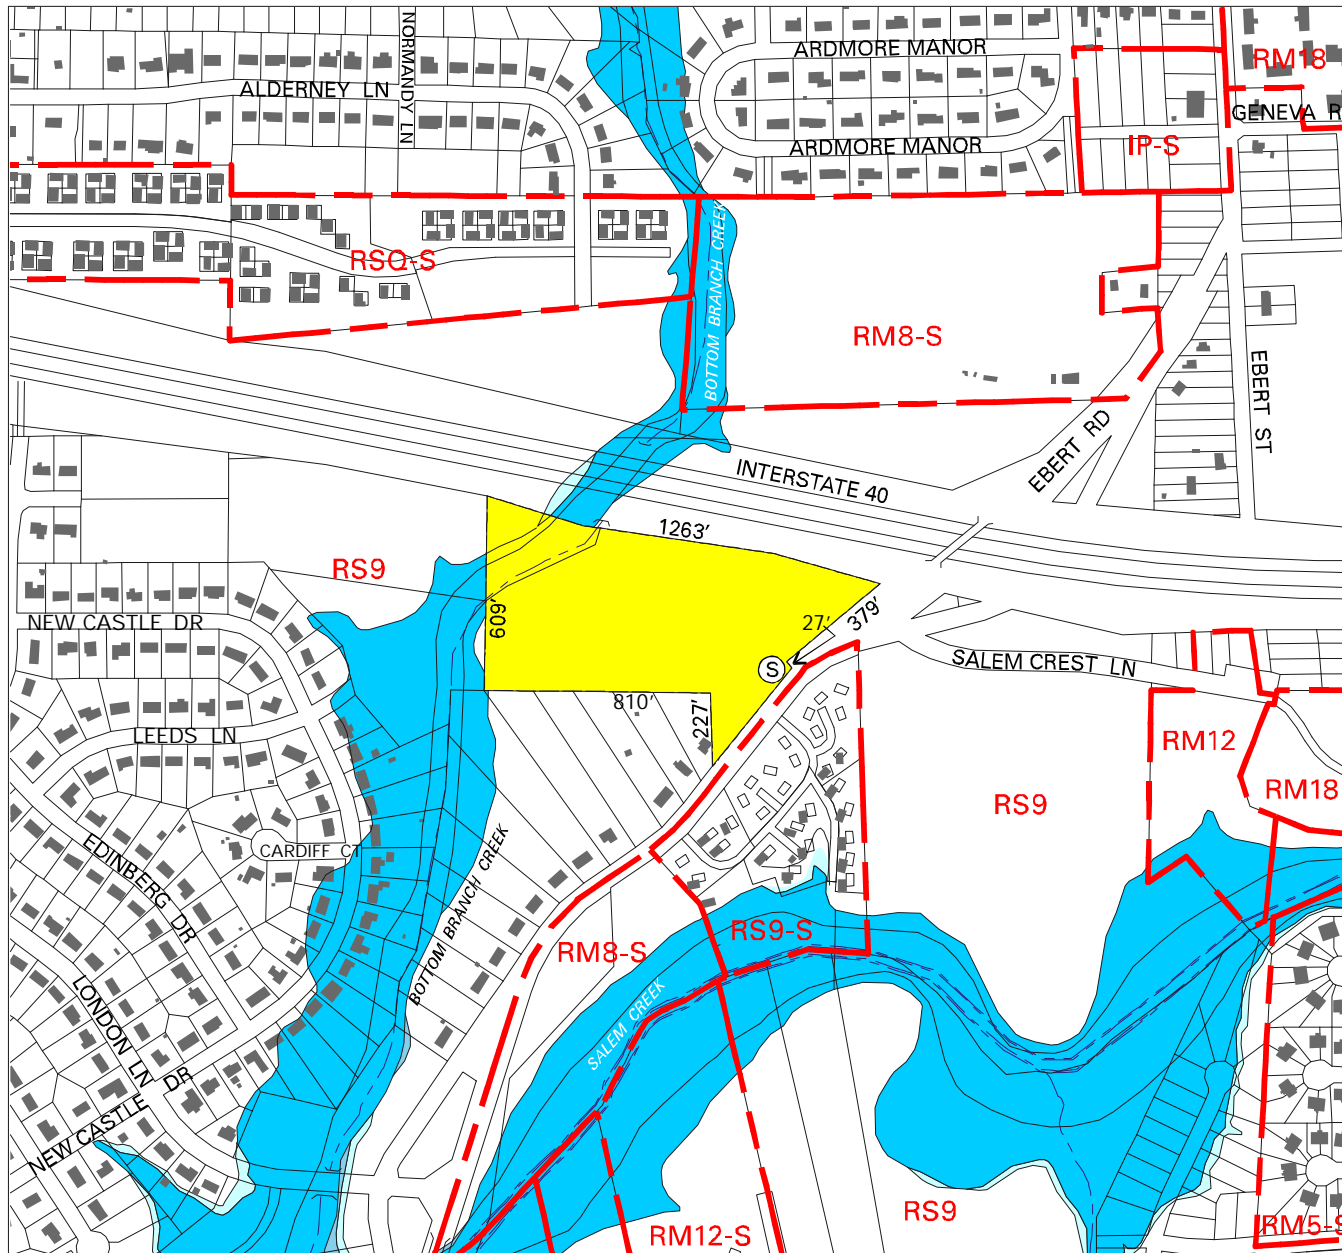 NORMANDY LN
ARDMORE MANOR
RM18
ALDERNEY LN
GENEVA R
ARDMORE MANOR
IP-S
RSQ-S
BOTTOM BRANCH CREEK
RM8-S
EBERT ST
EBERT RD
INTERSTATE 40
1263'
RS9
609'
27'
379'
NEW CASTLE DR
S
SALEM CREST LN
810'
227'
LEEDS LN
RM12
RM18
RS9
EDINBERG DR
CARDIFF CT
BOTTOM BRANCH CREEK
RM8-S
RS9-S
LONDON LN
SALEM CREEK
NEW CASTLE DR
RS9
RM12-S
RM5-S